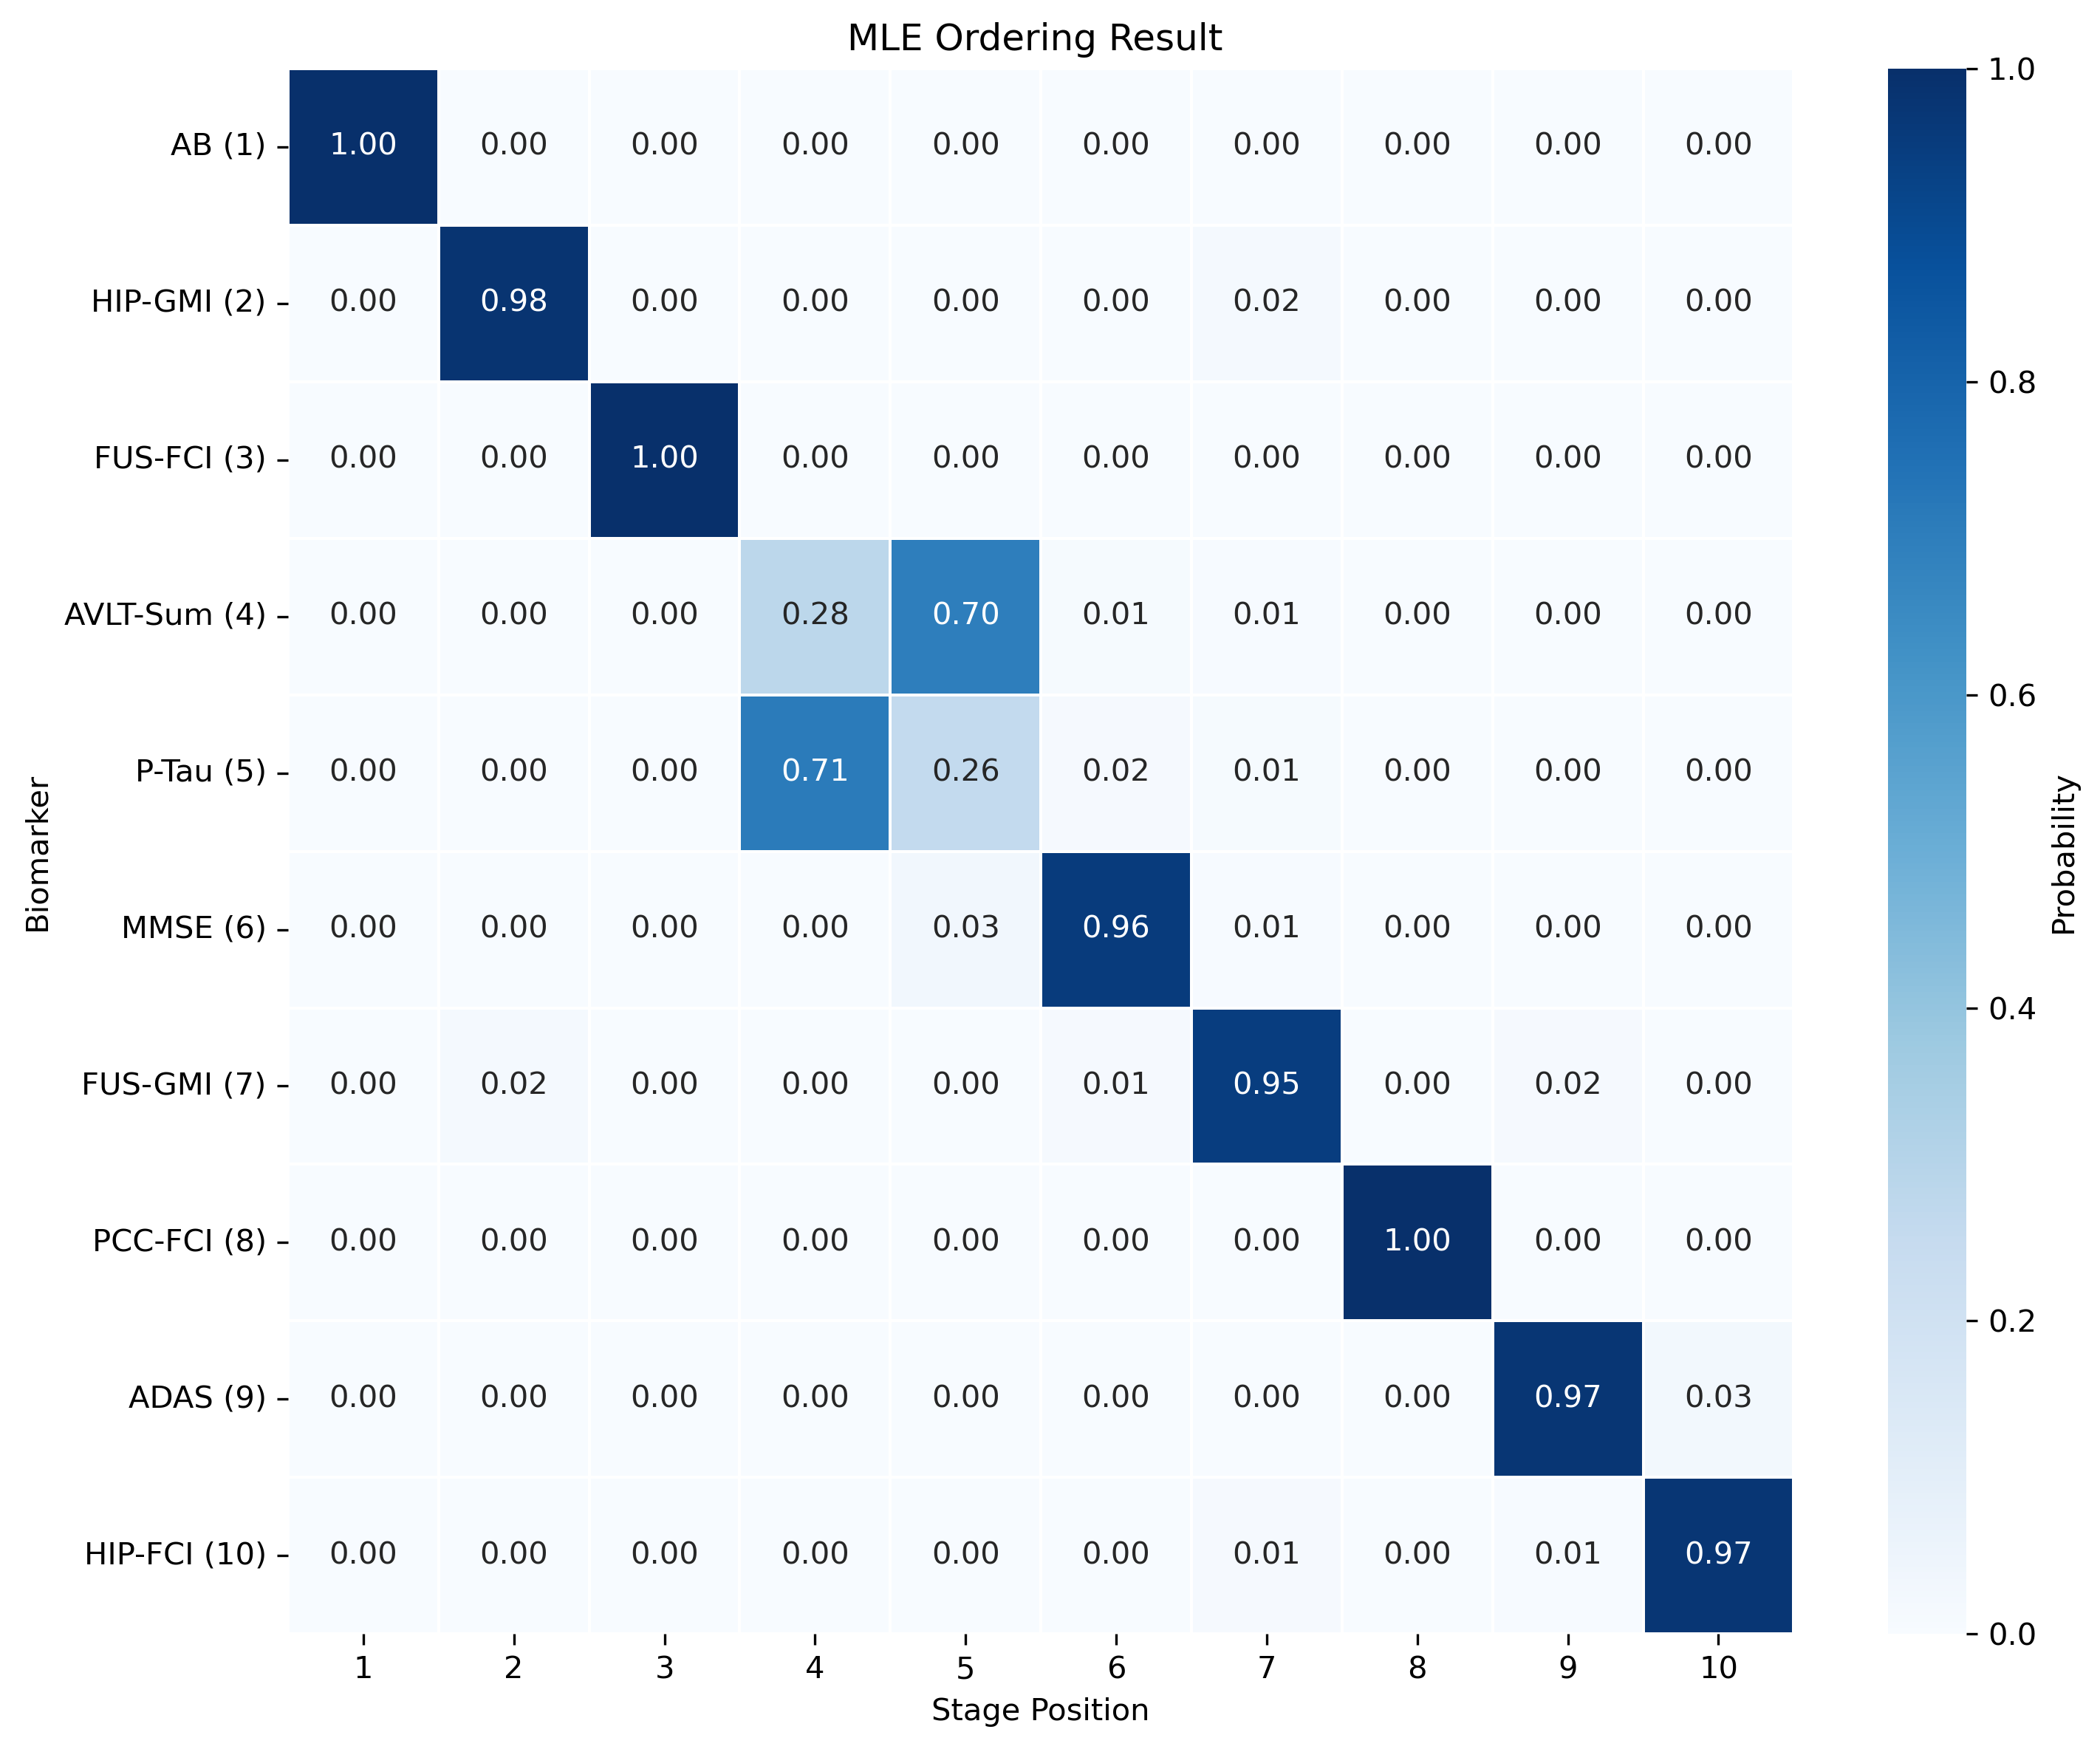 MLE Ordering Result
AB (1) 1.00 0.00 0.00 0.00 0.00 0.00 0.00 0.00 0.00 0.00
HIP-GMI (2) 0.00 0.98 0.00 0.00 0.00 0.00 0.02 0.00 0.00 0.00
FUS-FCI (3) 0.00 0.00 1.00 0.00 0.00 0.00 0.00 0.00 0.00 0.00
AVLT-Sum (4) 0.00 0.00 0.00 0.28 0.70 0.01 0.01 0.00 0.00 0.00
P-Tau (5) 0.00 0.00 0.00 0.71 0.26 0.02 0.01 0.00 0.00 0.00
MMSE (6) 0.00 0.00 0.00 0.00 0.03 0.96 0.01 0.00 0.00 0.00
FUS-GMI (7) 0.00 0.02 0.00 0.00 0.00 0.01 0.95 0.00 0.02 0.00
PCC-FCI (8) 0.00 0.00 0.00 0.00 0.00 0.00 0.00 1.00 0.00 0.00
ADAS (9) 0.00 0.00 0.00 0.00 0.00 0.00 0.00 0.00 0.97 0.03
HIP-FCI (10) 0.00 0.00 0.00 0.00 0.00 0.00 0.01 0.00 0.01 0.97
1 2 3 4 5 6 7 8 9 10
Stage Position
Biomarker
1.0
0.8
0.6
0.4
0.2
0.0
Probability